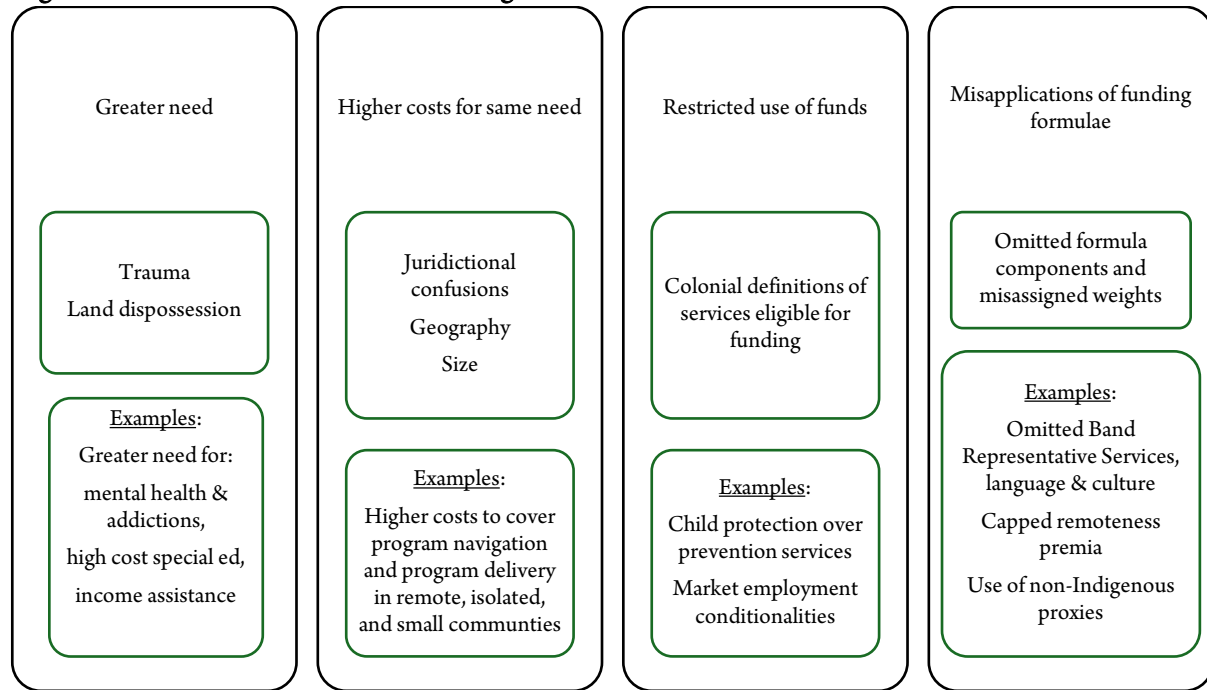 Greater need
Trauma
Land dispossession
Examples:
Greater need for:
mental health &
addictions,
high cost special ed,
income assistance
Higher costs for same need
Juridictional
confusions
Geography
Size
Examples:
Higher costs to cover
program navigation
and program delivery
in remote, isolated,
and small communties
Restricted use of funds
Colonial definitions of
services eligible for
funding
Examples:
Child protection over
prevention services
Market employment
conditionalities
Misapplications of funding
formulae
Omitted formula
components and
misassigned weights
Examples:
Omitted Band
Representative Services,
language & culture
Capped remoteness
premia
Use of non-Indigenous
proxies